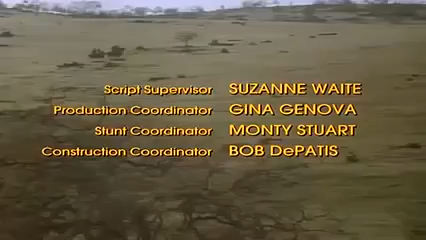 Script Supervisor SUZANNE WAITE
Production Coordinator GINA GENOVA
Stunt Coordinator MONTY STUART
Construction Coordinator BOB DePATIS